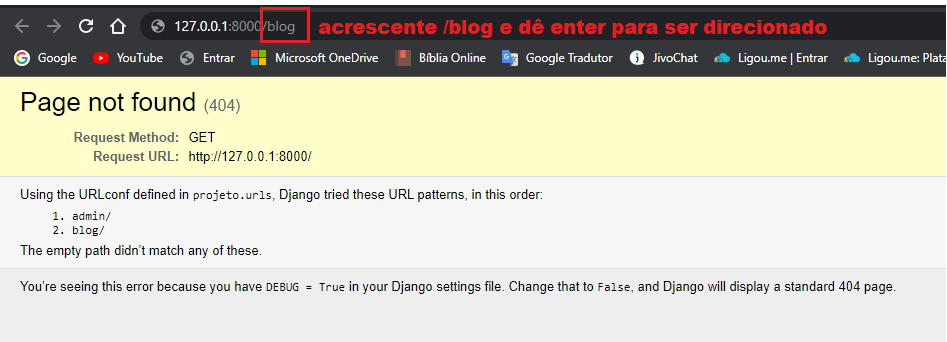 127.0.0.1:8000/blog acrescente /blog e dê enter para ser direcionado
Google YouTube Entrar Microsoft OneDrive Bíblia Online Google Tradutor JivoChat Ligou.me | Entrar Ligou.me: Plata
Page not found (404)
Request Method: GET
Request URL: http://127.0.0.1:8000/
Using the URLconf defined in projeto.urls, Django tried these URL patterns, in this order:
1. admin/
2. blog/
The empty path didn't match any of these.
You're seeing this error because you have DEBUG = True in your Django settings file. Change that to False, and Django will display a standard 404 page.